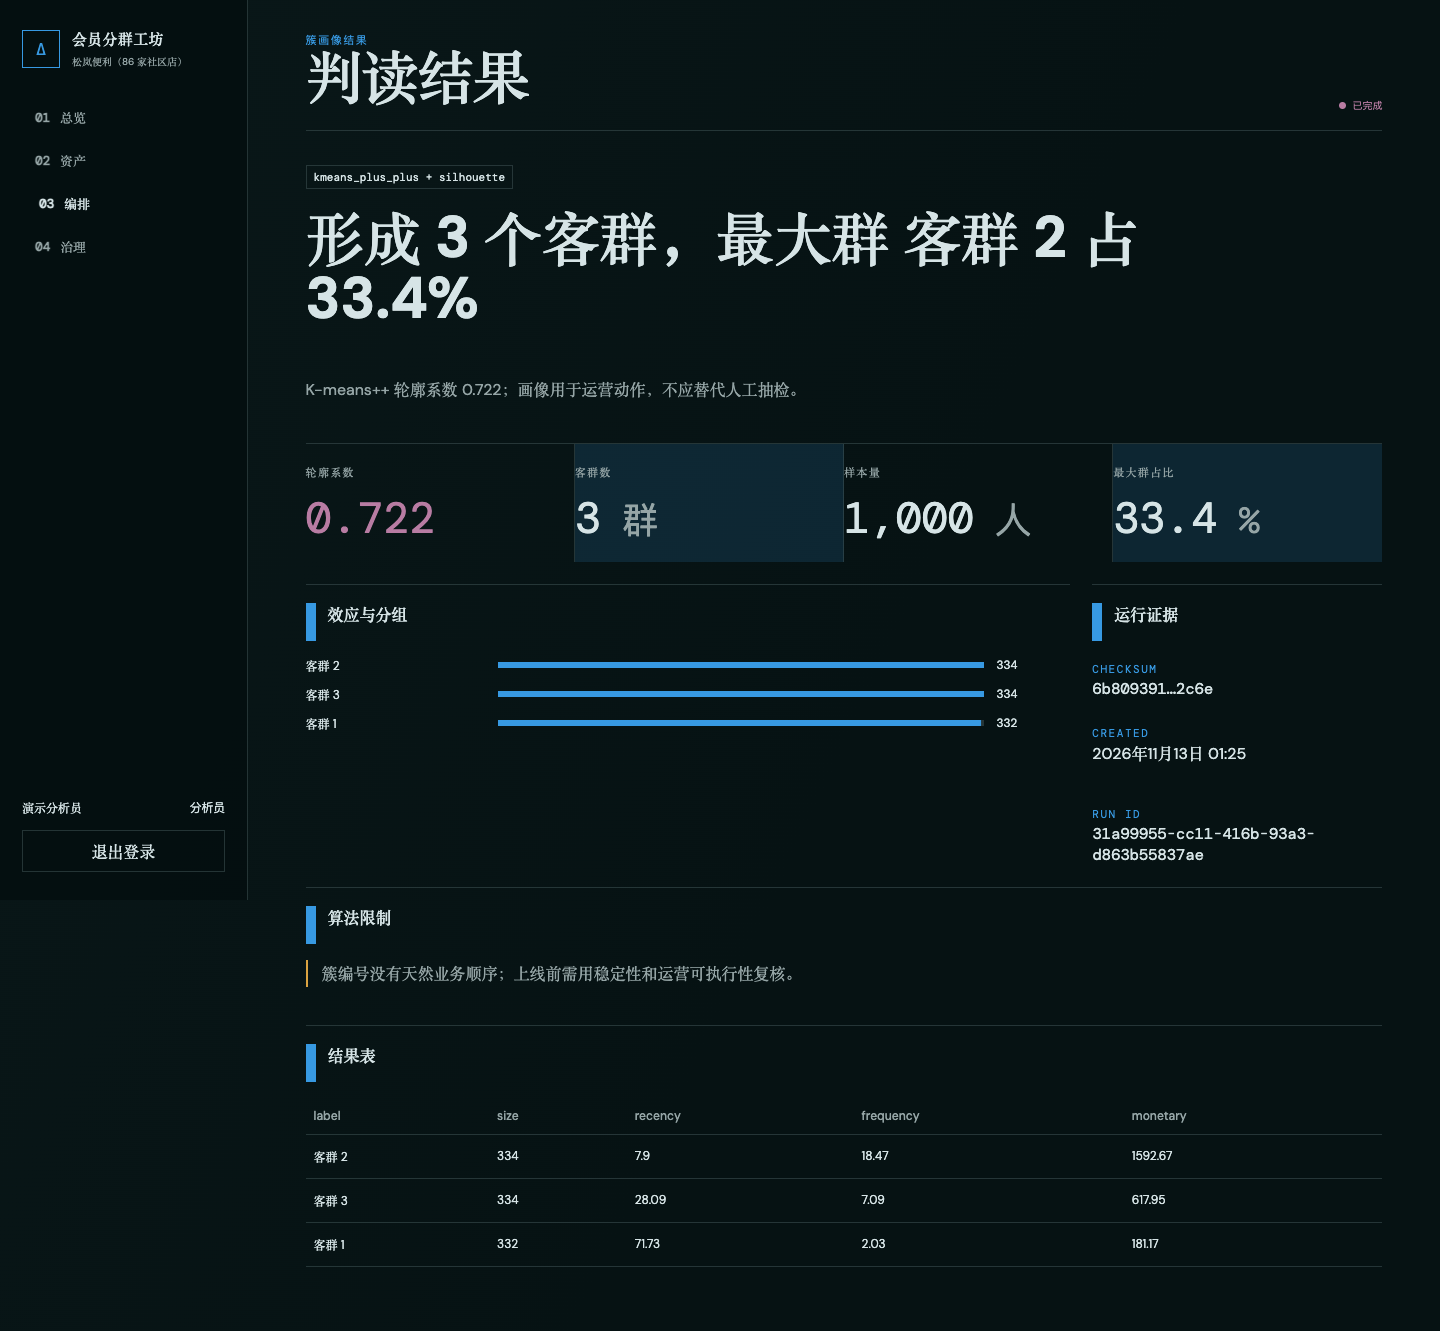 Δ
会员分群工坊
松岚便利（86 家社区店）
01 总览
02 资产
03 编排
04 治理
演示分析员 分析员
退出登录
簇画像结果
判读结果
已完成
kmeans_plus_plus + silhouette
形成 3 个客群，最大群 客群 2 占
33.4%
K-means++ 轮廓系数 0.722；画像用于运营动作，不应替代人工抽检。
轮廓系数
0.722
客群数
3 群
样本量
1,000 人
最大群占比
33.4 %
效应与分组
客群 2 334
客群 3 334
客群 1 332
运行证据
CHECKSUM
6b809391…2c6e
CREATED
2026年11月13日 01:25
RUN ID
31a99955-cc11-416b-93a3-
d863b55837ae
算法限制
簇编号没有天然业务顺序；上线前需用稳定性和运营可执行性复核。
结果表
label size recency frequency monetary
客群 2 334 7.9 18.47 1592.67
客群 3 334 28.09 7.09 617.95
客群 1 332 71.73 2.03 181.17